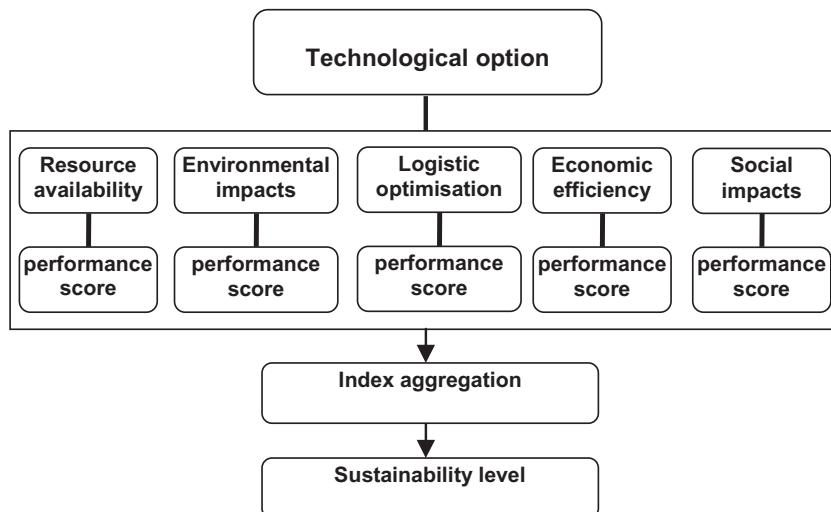 Technological option
Resource
availability
Environmental
impacts
Logistic
optimisation
Economic
efficiency
Social
impacts
performance
score
performance
score
performance
score
performance
score
performance
score
Index aggregation
Sustainability level